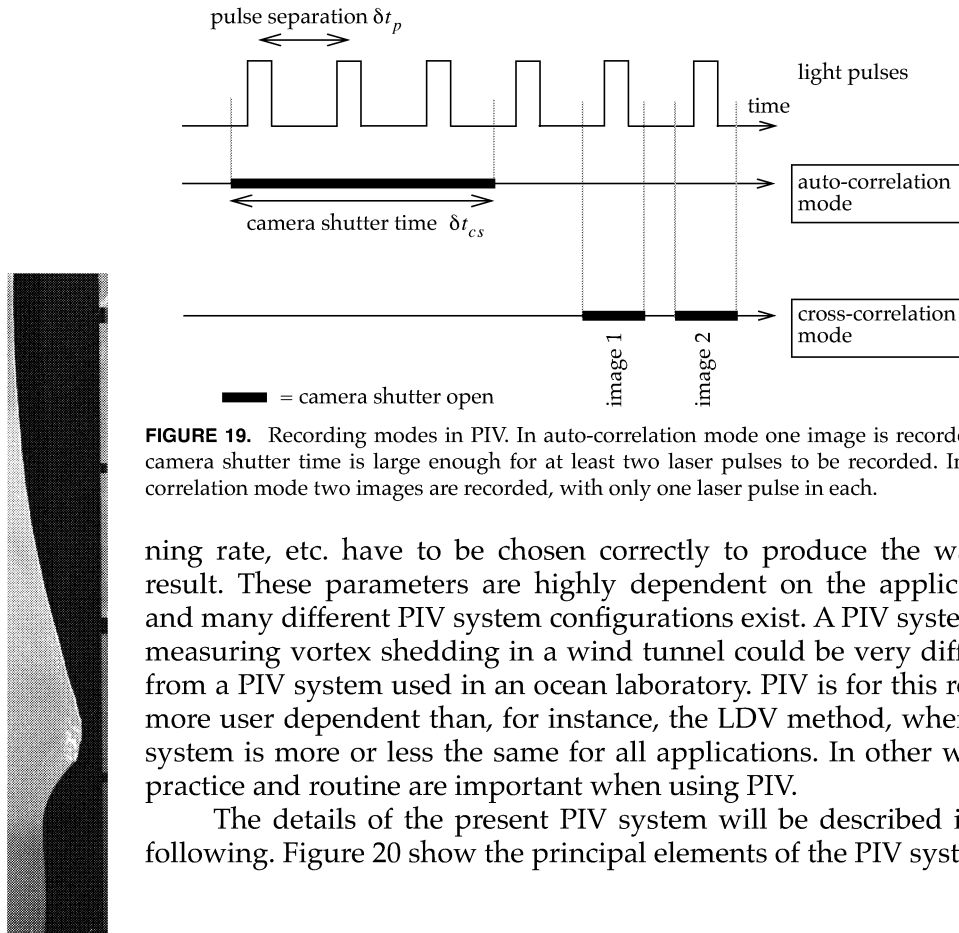 pulse separation δtp
light pulses
time
auto-correlation
mode
camera shutter time δtcs
cross-correlation
mode
image 1
image 2
= camera shutter open
FIGURE 19. Recording modes in PIV. In auto-correlation mode one image is recorde
camera shutter time is large enough for at least two laser pulses to be recorded. In
correlation mode two images are recorded, with only one laser pulse in each.
ning rate, etc. have to be chosen correctly to produce the wa
result. These parameters are highly dependent on the applic
and many different PIV system configurations exist. A PIV syste
measuring vortex shedding in a wind tunnel could be very diff
from a PIV system used in an ocean laboratory. PIV is for this re
more user dependent than, for instance, the LDV method, wher
system is more or less the same for all applications. In other w
practice and routine are important when using PIV.
The details of the present PIV system will be described i
following. Figure 20 show the principal elements of the PIV syst